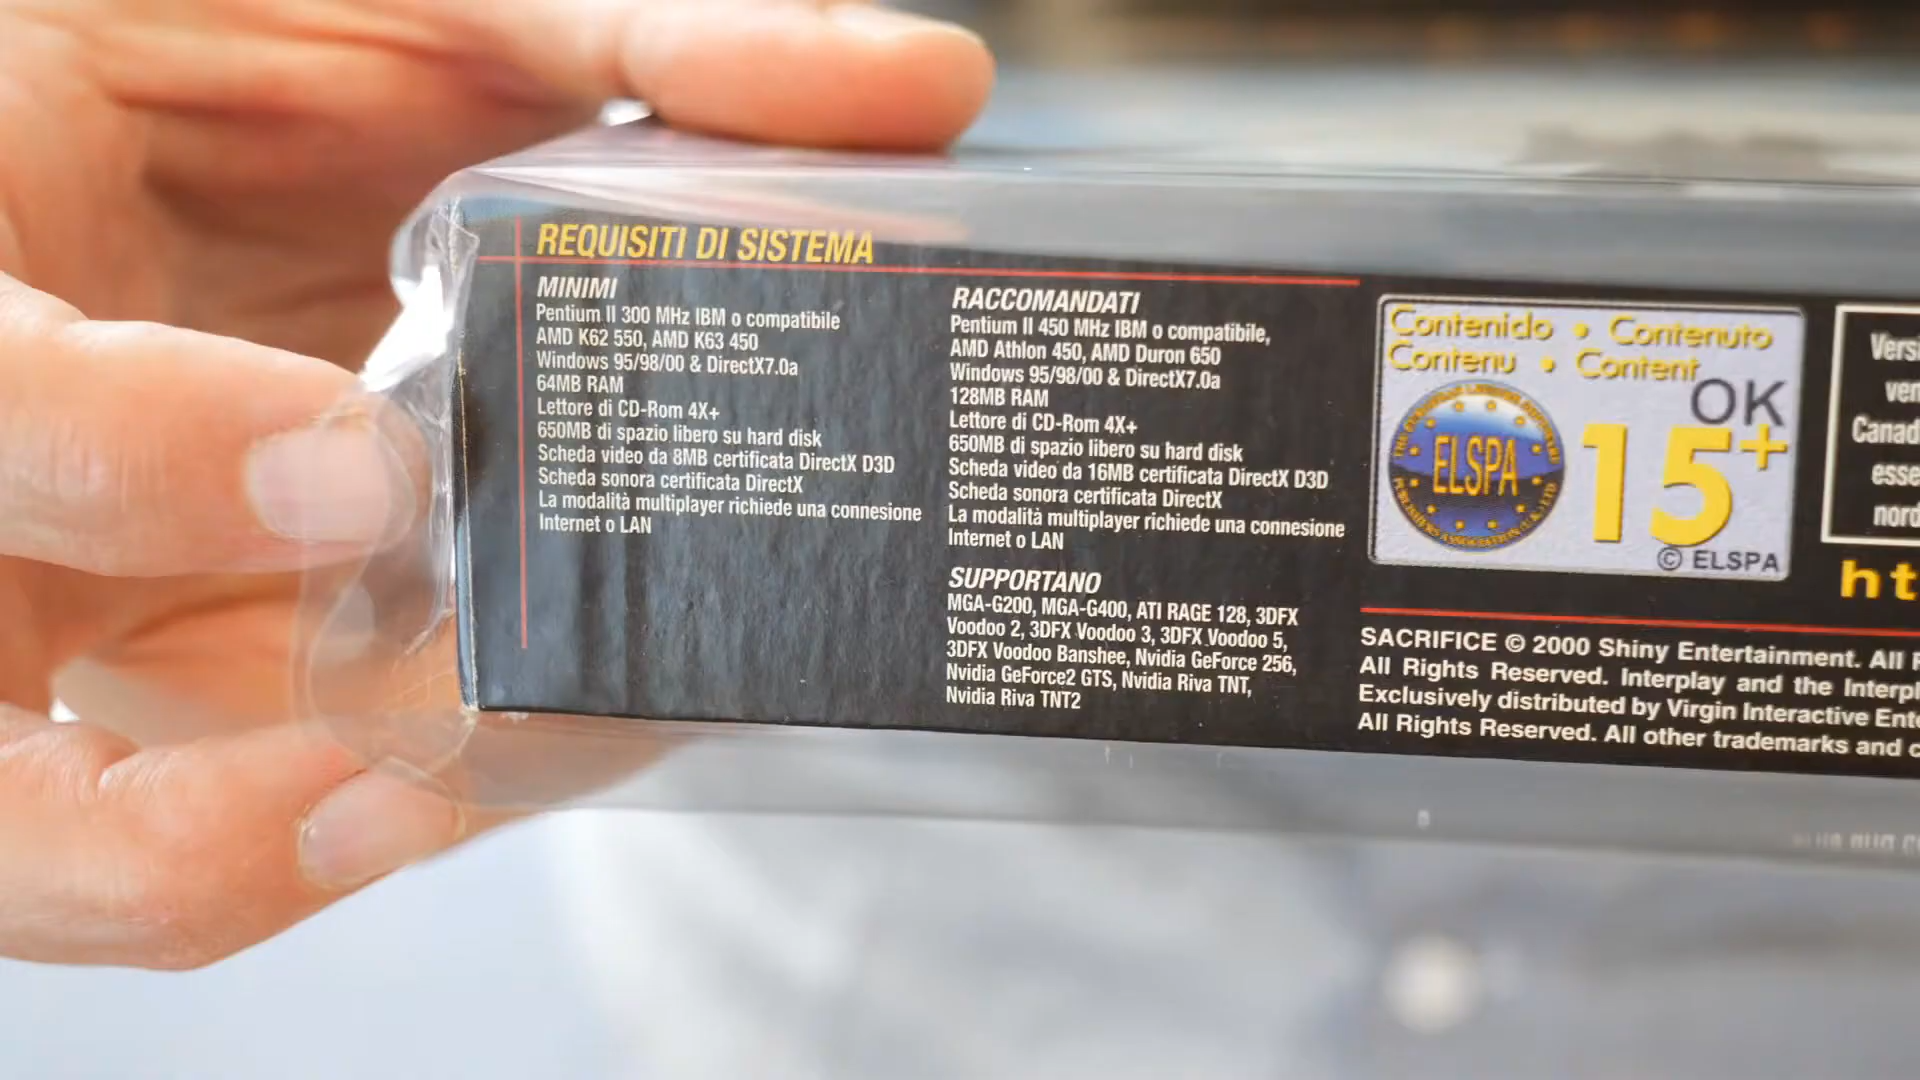 REQUISITI DI SISTEMA
MINIMI
Pentium II 300 MHz IBM o compatibile
AMD K62 550, AMD K63 450
Windows 95/98/00 & DirectX7.0a
64MB RAM
Lettore di CD-Rom 4X+
650MB di spazio libero su hard disk
Scheda video da 8MB certificata DirectX D3D
Scheda sonora certificata DirectX
La modalità multiplayer richiede una connesione
Internet o LAN
RACCOMANDATI
Pentium II 450 MHz IBM o compatibile,
AMD Athlon 450, AMD Duron 650
Windows 95/98/00 & DirectX7.0a
128MB RAM
Lettore di CD-Rom 4X+
650MB di spazio libero su hard disk
Scheda video da 16MB certificata DirectX D3D
Scheda sonora certificata DirectX
La modalità multiplayer richiede una connesione
Internet o LAN
SUPPORTANO
MGA-G200, MGA-G400, ATI RAGE 128, 3DFX
Voodoo 2, 3DFX Voodoo 3, 3DFX Voodoo 5,
3DFX Voodoo Banshee, Nvidia GeForce 256,
Nvidia GeForce2 GTS, Nvidia Riva TNT,
Nvidia Riva TNT2
Contenido • Contenuto
Contenu • Content
OK
ELSPA
15+
© ELSPA
SACRIFICE © 2000 Shiny Entertainment. All
All Rights Reserved. Interplay and the
Exclusively distributed by Virgin Interactive
All Rights Reserved. All other trademarks and